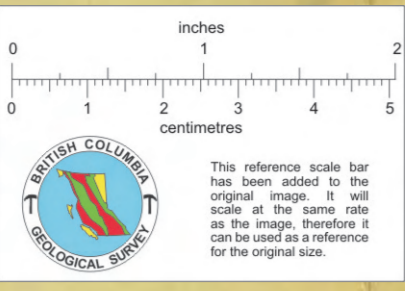 inches
0 1 2
0 1 2 3 4 5
centimetres
BRITISH COLUMBIA
GEOLOGICAL SURVEY
This reference scale bar
has been added to the
original image. It will
scale at the same rate
as the image, therefore it
can be used as a reference
for the original size.